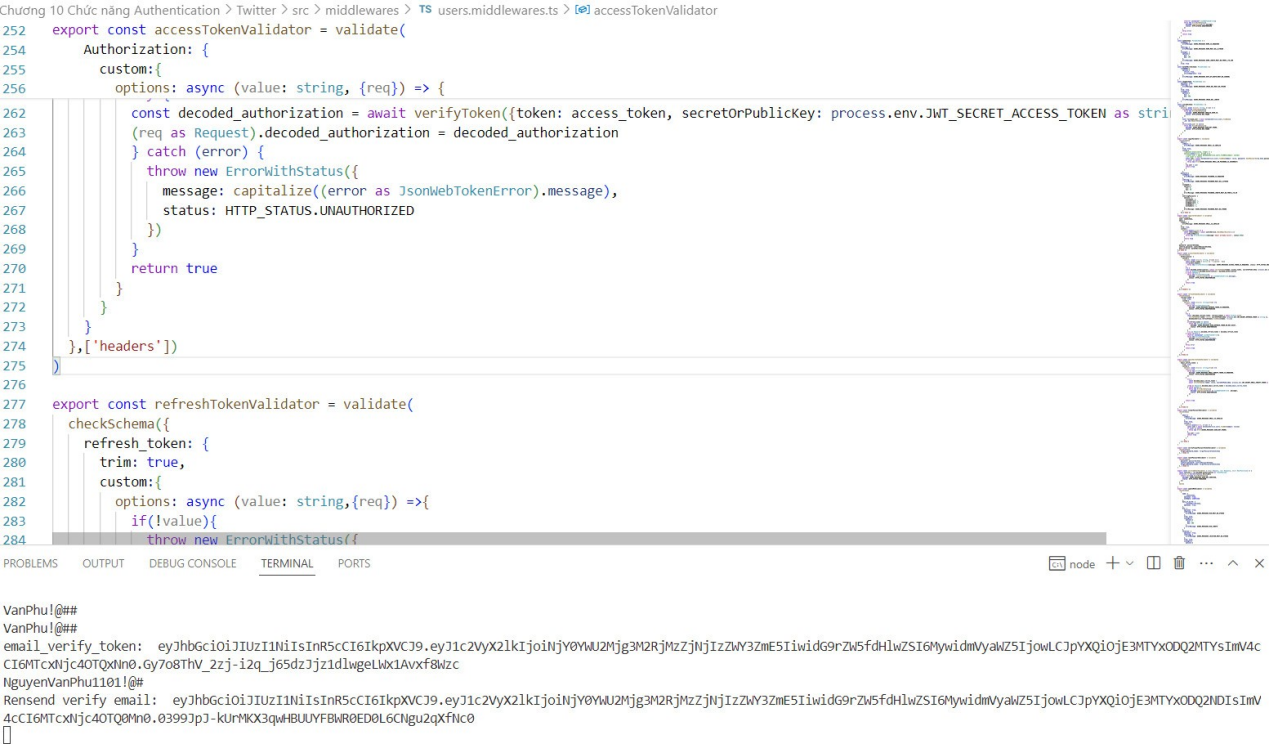 Chương 10 Chức năng Authentication > Twitter > src > middlewares > TS users.middlewares.ts > accessTokenValidator
252 export const accessTokenValidator = validate(
254 Authorization: {
255 custom:{
256 options: async (value: string, {req}) => {
262 const decoded_authorization = await verifyToken({token: access_token, secretOrPublicKey: process.env.JWT_SECRET_ACCESS_TOKEN as stri
263 (req as Request).decoded_authorization = decoded_authorization
264 } catch (error) {
265 throw new ErrorWithStatus({
266 message: capitalize((error as JsonWebTokenError).message),
267 status: HTTP_STATUS.UNAUTHORIZED
268 })
269 }
270 return true
271 }
272 }
273 }
274 },['headers'])
275 )
276
277 export const refreshTokenValidator = validate(
278 checkSchema({
279 refresh_token: {
280 trim: true,
281 custom:{
282 options: async (value: string,{req}) =>{
283 if(!value){
284 throw new ErrorWithStatus({
PROBLEMS OUTPUT DEBUG CONSOLE TERMINAL PORTS node
VanPhu!@##
VanPhu!@##
email_verify_token: eyJhbGciOiJIUzI1NiIsInR5cCI6IkpXVCJ9.eyJ1c2VyX2lkIjoiNjY0YWU2Mjg3M2RjMzZjNjIzZWY3ZmE5IiwidG9rZW5fdHlwZSI6MywidmVyaWZ5IjowLCJpYXQiOjE3MTYxODQ2MTYsImV4c
CI6MTcxNjc4OTQxNn0.Gy7o8ThV_2zj-i2q_j65dzJjz1dlwgeLWx1Avxf8Wzc
NguyenVanPhu1101!@#
Rensend verify email: eyJhbGciOiJIUzI1NiIsInR5cCI6IkpXVCJ9.eyJ1c2VyX2lkIjoiNjY0YWU2Mjg3M2RjMzZjNjIzZWY3ZmE5IiwidG9rZW5fdHlwZSI6MywidmVyaWZ5IjowLCJpYXQiOjE3MTYxODQ2NDIsImV
4cCI6MTcxNjc4OTQ0Mn0.0399JpJ-kUrMKX3qwHBUUYFBWR0ED0L6CNgu2qXfNc0